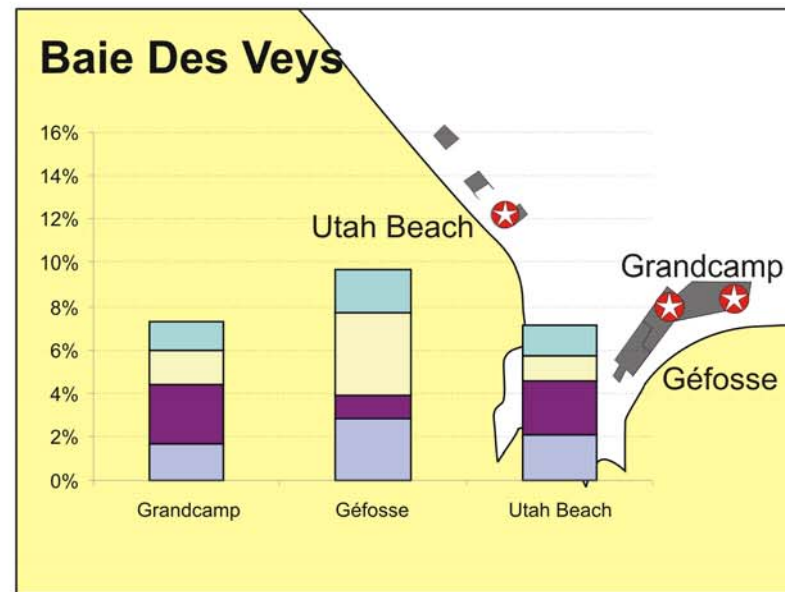 Baie Des Veys
16%
14%
12%
10%
8%
6%
4%
2%
0%
Grandcamp Géfosse Utah Beach
Utah Beach
Grandcamp
Géfosse